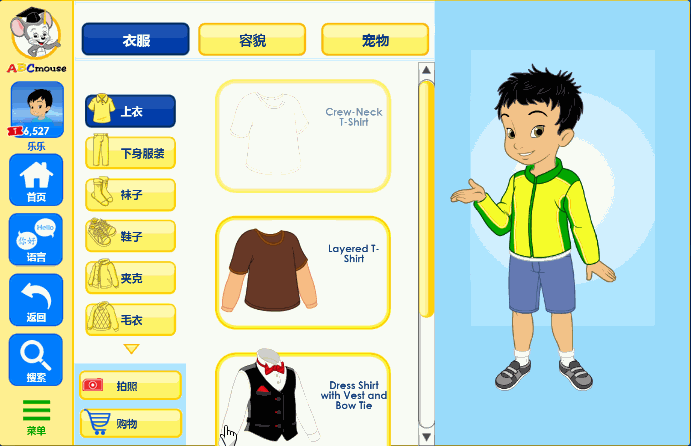 ABCmouse
6,527
乐乐
首页
Hello
你好
语言
返回
搜索
菜单
衣服
容貌
宠物
上衣
下身服装
袜子
鞋子
夹克
毛衣
拍照
购物
Crew-Neck
T-Shirt
Layered T-
Shirt
Dress Shirt
with Vest and
Bow Tie